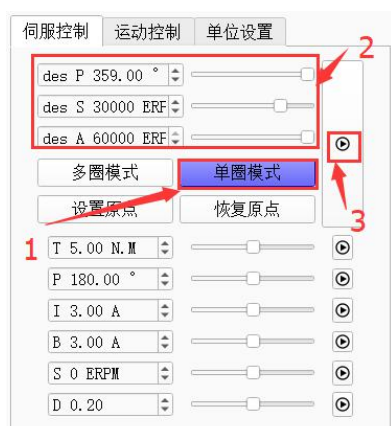 伺服控制 运动控制 单位设置
2
des P 359.00 °
des S 30000 ERF
des A 60000 ERF
多圈模式 单圈模式
设置原点 恢复原点
1 3
T 5.00 N.M
P 180.00 °
I 3.00 A
B 3.00 A
S 0 ERPM
D 0.20